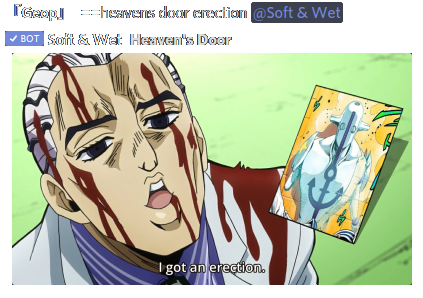 『Geop』 ==heavens door erection @Soft & Wet
✓ BOT Soft & Wet: Heaven's Door
I got an erection.